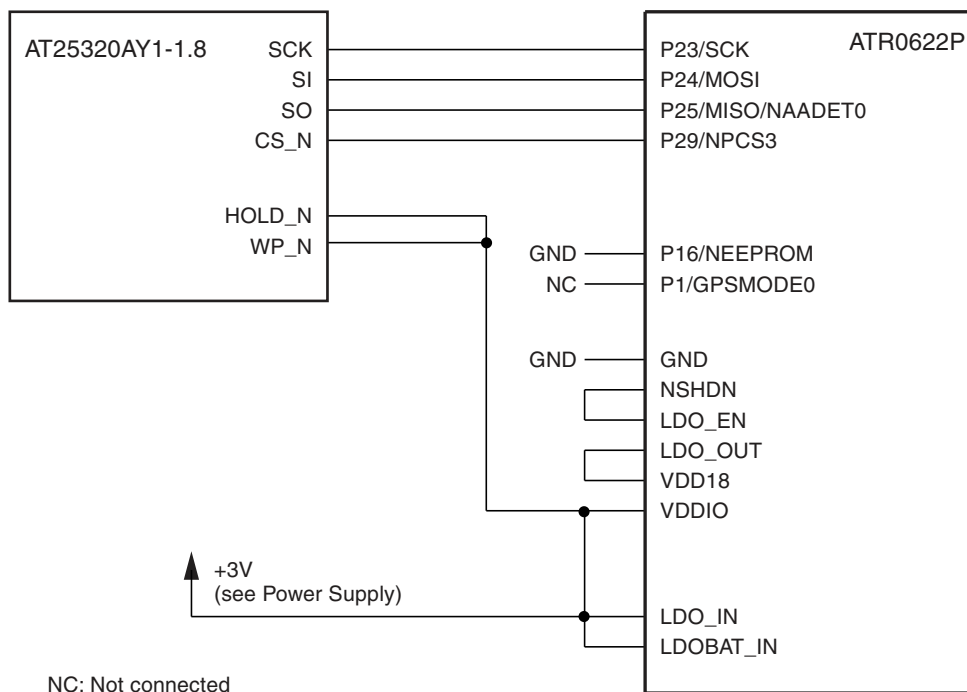 AT25320AY1-1.8
SCK
SI
SO
CS_N
HOLD_N
WP_N
ATR0622P
P23/SCK
P24/MOSI
P25/MISO/NAADET0
P29/NPCS3
GND
P16/NEEPROM
NC
P1/GPSMODE0
GND
GND
NSHDN
LDO_EN
LDO_OUT
VDD18
VDDIO
+3V
(see Power Supply)
LDO_IN
LDOBAT_IN
NC: Not connected